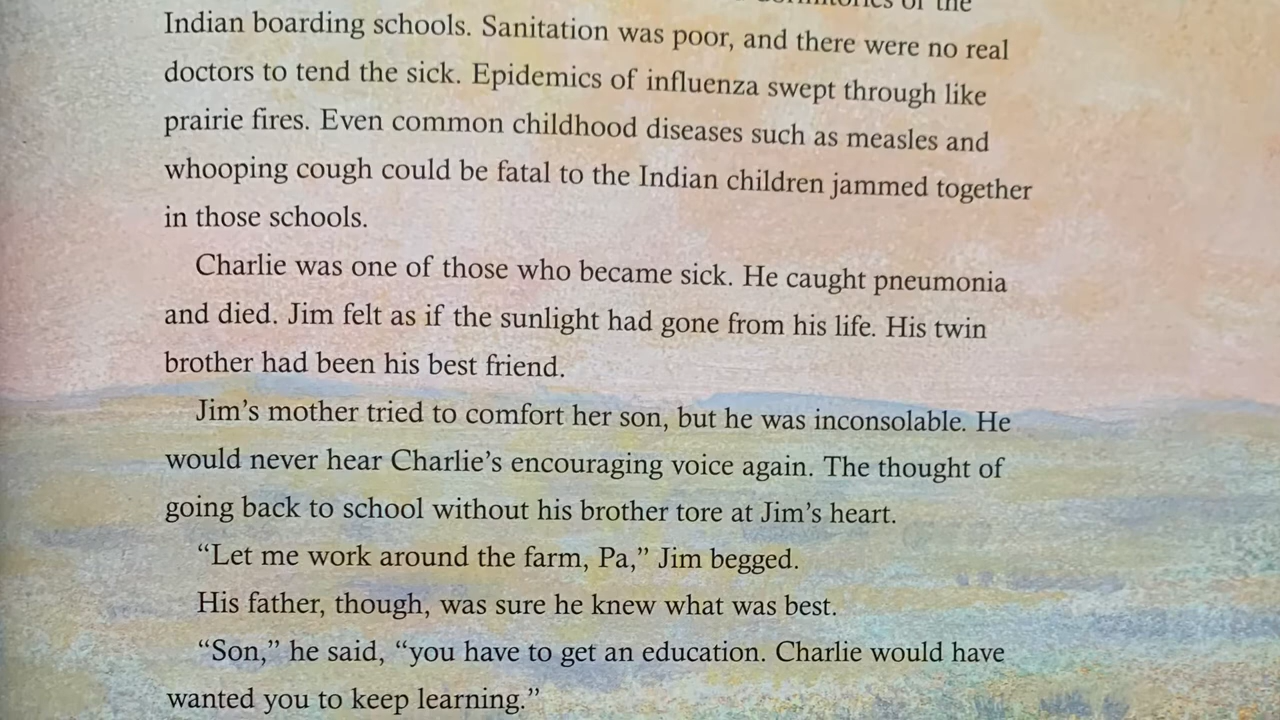 of the
Indian boarding schools. Sanitation was poor, and there were no real
doctors to tend the sick. Epidemics of influenza swept through like
prairie fires. Even common childhood diseases such as measles and
whooping cough could be fatal to the Indian children jammed together
in those schools.
Charlie was one of those who became sick. He caught pneumonia
and died. Jim felt as if the sunlight had gone from his life. His twin
brother had been his best friend.
Jim’s mother tried to comfort her son, but he was inconsolable. He
would never hear Charlie’s encouraging voice again. The thought of
going back to school without his brother tore at Jim’s heart.
“Let me work around the farm, Pa,” Jim begged.
His father, though, was sure he knew what was best.
“Son,” he said, “you have to get an education. Charlie would have
wanted you to keep learning.”